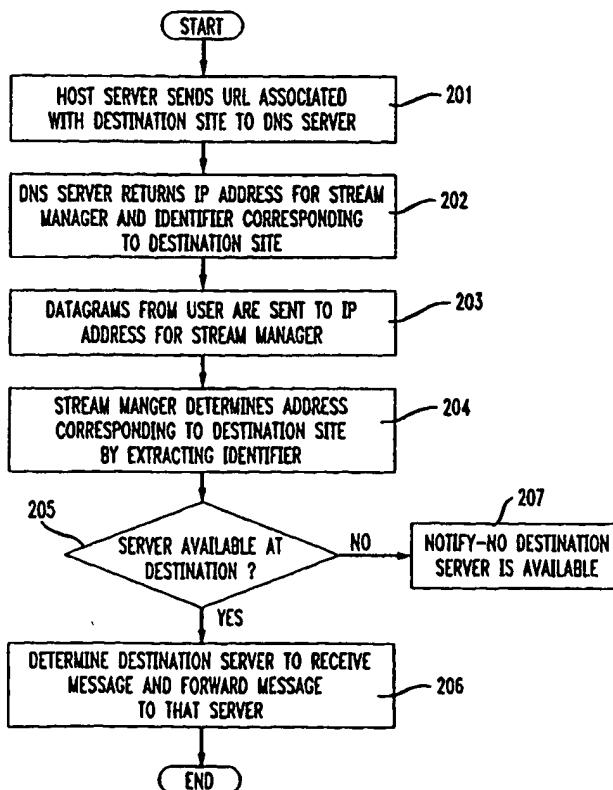 START
HOST SERVER SENDS URL ASSOCIATED
WITH DESTINATION SITE TO DNS SERVER
201
DNS SERVER RETURNS IP ADDRESS FOR STREAM
MANAGER AND IDENTIFIER CORRESPONDING
TO DESTINATION SITE
202
DATAGRAMS FROM USER ARE SENT TO IP
ADDRESS FOR STREAM MANAGER
203
STREAM MANGER DETERMINES ADDRESS
CORRESPONDING TO DESTINATION SITE
BY EXTRACTING IDENTIFIER
204
205
SERVER AVAILABLE AT
DESTINATION ?
NO
207
NOTIFY-NO DESTINATION
SERVER IS AVAILABLE
YES
DETERMINE DESTINATION SERVER TO RECEIVE
MESSAGE AND FORWARD MESSAGE
TO THAT SERVER
206
END